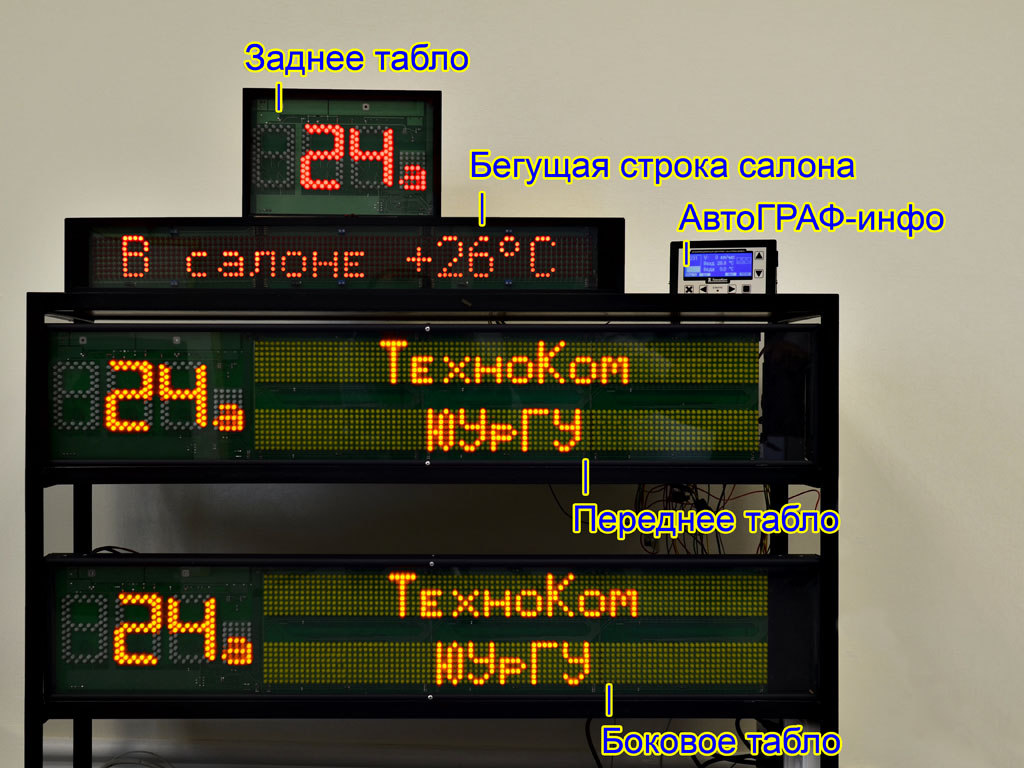 Заднее табло
24а
Бегущая строка салона
АвтоГРАФ-инфо
В салоне +26°C
24а
ТехноКом
ЮУрГУ
Переднее табло
24а
ТехноКом
ЮУрГУ
Боковое табло